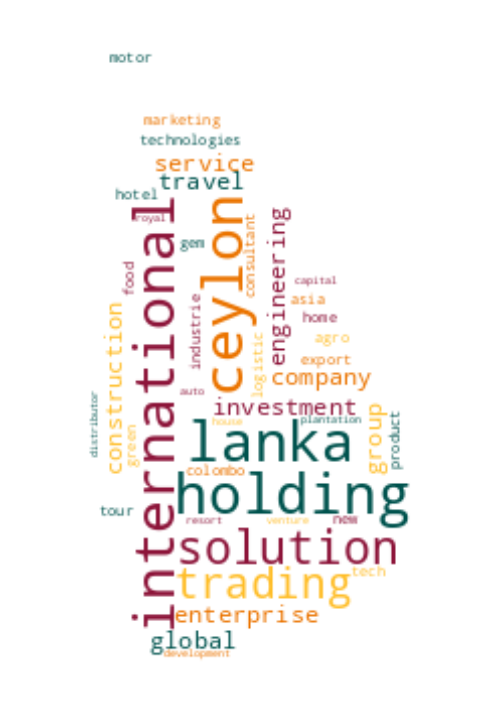 motor
marketing
technologies
service
travel
hotel
royal
international
ceylon
gem
consultant
engineering
food
capital
industrie
asia
construction
home
logistic
agro
export
company
auto
distributor
green
investment
house
plantation
group
product
lanka
colombo
holding
tour
resort
venture
new
solution
trading
tech
enterprise
global
development